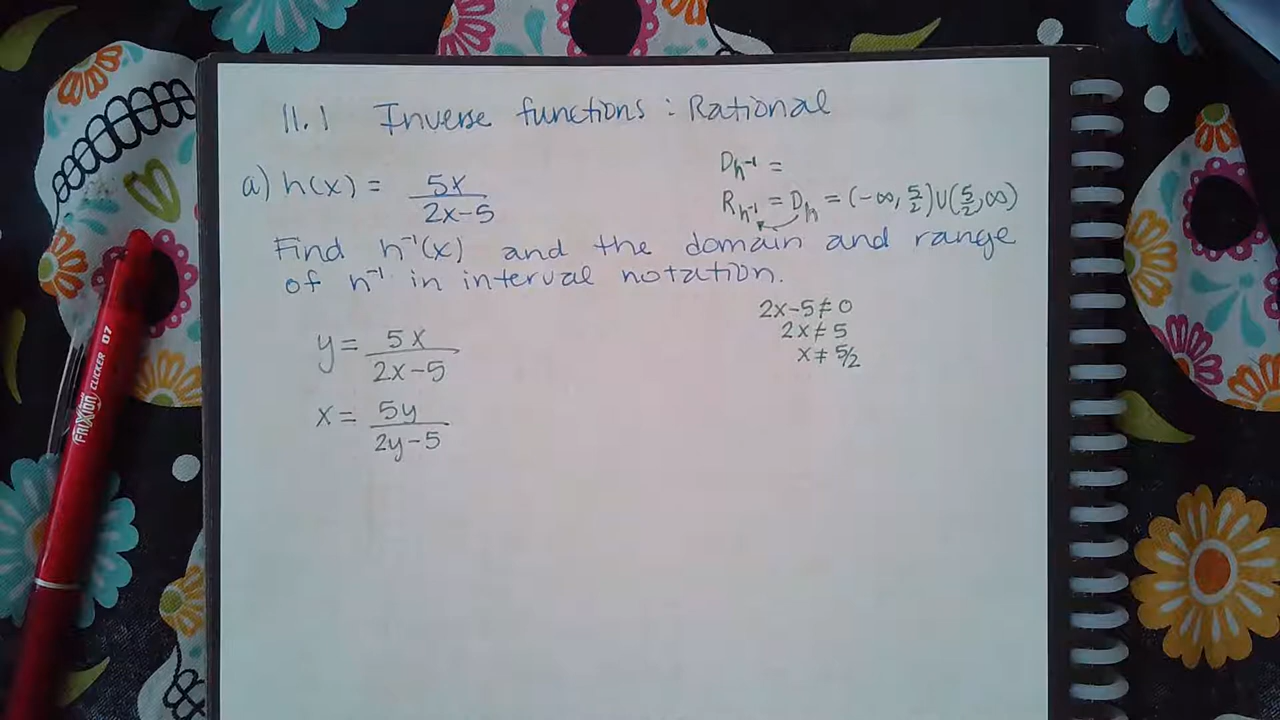 11.1 Inverse functions : Rational
a) h(x) = 5x / 2x-5
D_h⁻¹ =
R_h⁻¹ = D_h = (-∞, 5/2) ∪ (5/2, ∞)
Find h⁻¹(x) and the domain and range
of h⁻¹ in interval notation.
2x-5 ≠ 0
2x ≠ 5
x ≠ 5/2
y = 5x / 2x-5
x = 5y / 2y-5
FRIXION CLICKER 07